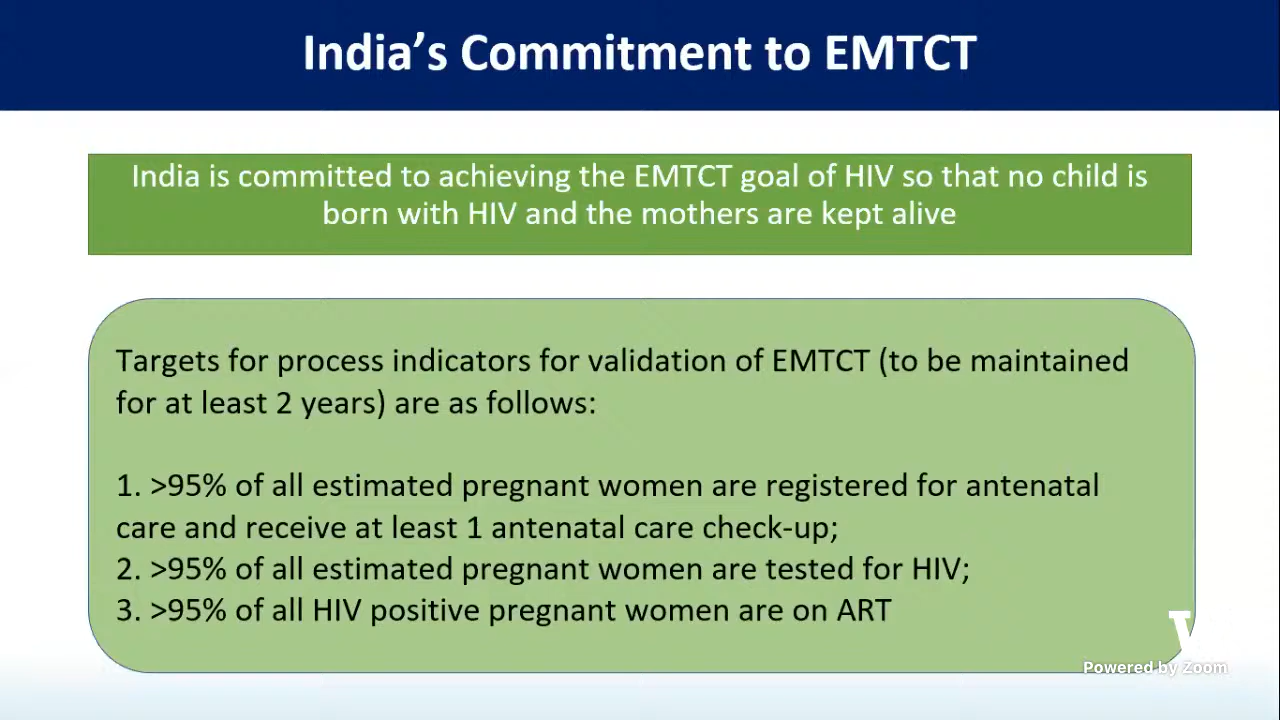 India’s Commitment to EMTCT
India is committed to achieving the EMTCT goal of HIV so that no child is
born with HIV and the mothers are kept alive
Targets for process indicators for validation of EMTCT (to be maintained
for at least 2 years) are as follows:
1. >95% of all estimated pregnant women are registered for antenatal
care and receive at least 1 antenatal care check-up;
2. >95% of all estimated pregnant women are tested for HIV;
3. >95% of all HIV positive pregnant women are on ART
Powered by Zoom